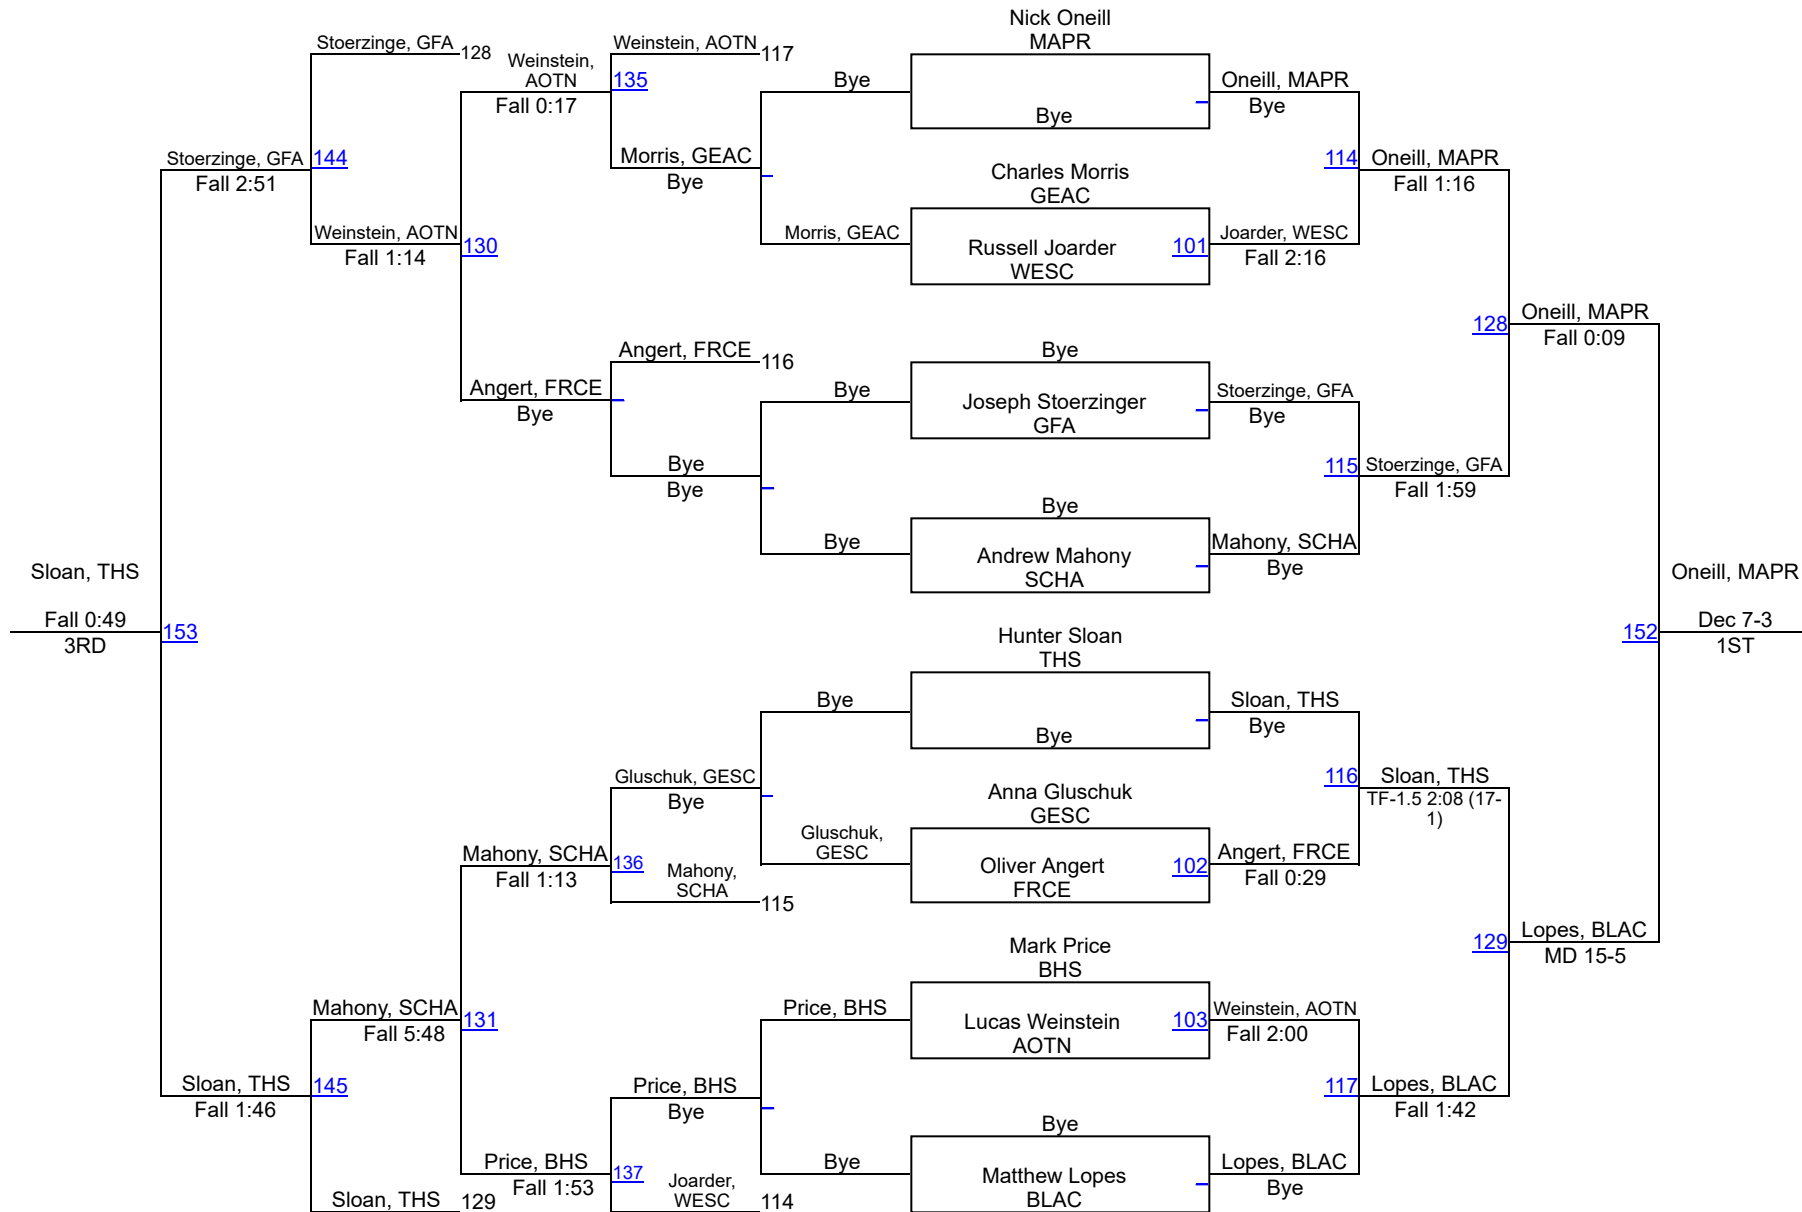 Nick Oneill
MAPR
Stoerzinge, GFA
128
Weinstein,
AOTN
Fall 0:17
Weinstein, AOTN
117
135
Bye
Bye
Oneill, MAPR
Bye
Stoerzinge, GFA
Fall 2:51
144
Morris, GEAC
Bye
Charles Morris
GEAC
114
Oneill, MAPR
Fall 1:16
Weinstein, AOTN
Fall 1:14
130
Morris, GEAC
Russell Joarder
WESC
101
Joarder, WESC
Fall 2:16
128
Oneill, MAPR
Fall 0:09
Angert, FRCE
116
Bye
Angert, FRCE
Bye
Bye
Joseph Stoerzinger
GFA
Stoerzinge, GFA
Bye
Bye
Bye
115
Stoerzinge, GFA
Fall 1:59
Bye
Bye
Andrew Mahony
SCHA
Mahony, SCHA
Bye
Sloan, THS
Fall 0:49
3RD
153
Oneill, MAPR
152
Dec 7-3
1ST
Hunter Sloan
THS
Bye
Bye
Sloan, THS
Bye
Gluschuk, GESC
Bye
Anna Gluschuk
GESC
116
Sloan, THS
TF-1.5 2:08 (17-
1)
Mahony, SCHA
Fall 1:13
136
Mahony,
SCHA
115
Gluschuk,
GESC
Oliver Angert
FRCE
102
Angert, FRCE
Fall 0:29
129
Lopes, BLAC
MD 15-5
Mark Price
BHS
Mahony, SCHA
Fall 5:48
131
Price, BHS
Lucas Weinstein
AOTN
103
Weinstein, AOTN
Fall 2:00
Sloan, THS
Fall 1:46
145
Price, BHS
Bye
117
Lopes, BLAC
Fall 1:42
Bye
Price, BHS
Fall 1:53
137
Joarder,
WESC
114
Bye
Matthew Lopes
BLAC
Lopes, BLAC
Bye
Sloan, THS
129